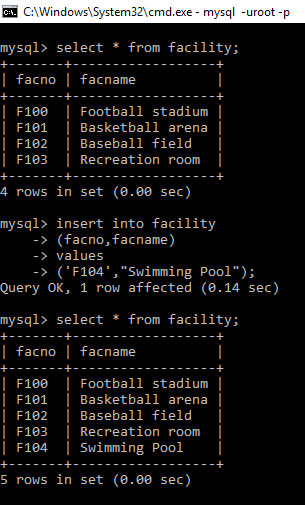 C:\Windows\System32\cmd.exe - mysql -uroot -p
mysql> select * from facility;
+-------+------------------+
| facno | facname          |
+-------+------------------+
| F100  | Football stadium |
| F101  | Basketball arena |
| F102  | Baseball field   |
| F103  | Recreation room  |
+-------+------------------+
4 rows in set (0.00 sec)
mysql> insert into facility
    -> (facno,facname)
    -> values
    -> ('F104',"Swimming Pool");
Query OK, 1 row affected (0.14 sec)
mysql> select * from facility;
+-------+------------------+
| facno | facname          |
+-------+------------------+
| F100  | Football stadium |
| F101  | Basketball arena |
| F102  | Baseball field   |
| F103  | Recreation room  |
| F104  | Swimming Pool    |
+-------+------------------+
5 rows in set (0.00 sec)